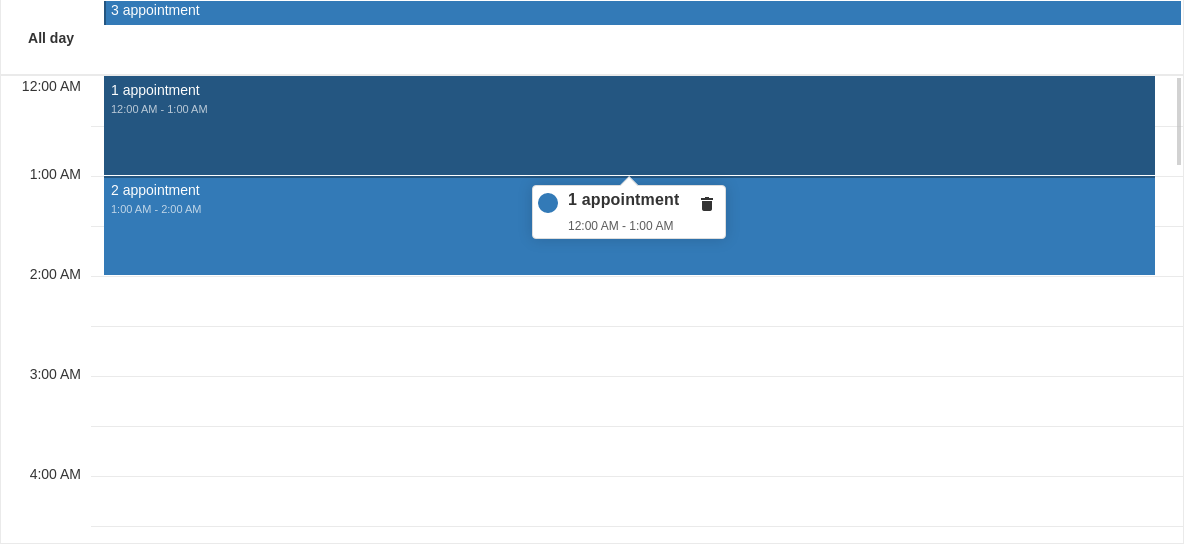 3 appointment
All day
12:00 AM
1 appointment
12:00 AM - 1:00 AM
1:00 AM
2 appointment
1:00 AM - 2:00 AM
1 appointment
12:00 AM - 1:00 AM
2:00 AM
3:00 AM
4:00 AM